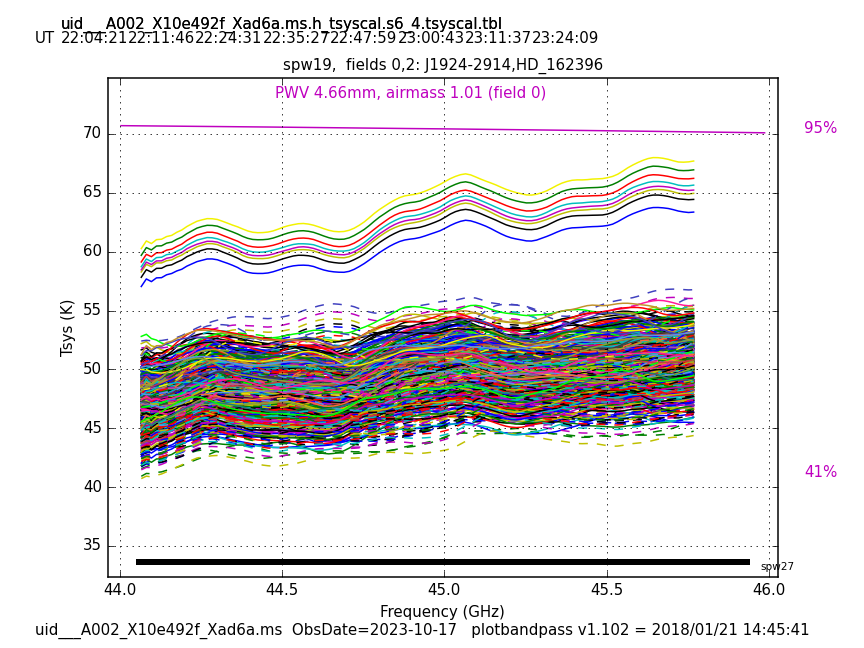 uid___A002_X10e492f_Xad6a.ms.h_tsyscal.s6_4.tsyscal.tbl
UT 22:04:21 22:11:46 22:24:31 22:35:27 22:47:59 23:00:43 23:11:37 23:24:09
spw19, fields 0,2: J1924-2914,HD_162396
PWV 4.66mm, airmass 1.01 (field 0)
95%
70
65
60
55
50
45
40
35
41%
Tsys (K)
spw27
44.0 44.5 45.0 45.5 46.0
Frequency (GHz)
uid___A002_X10e492f_Xad6a.ms ObsDate=2023-10-17 plotbandpass v1.102 = 2018/01/21 14:45:41